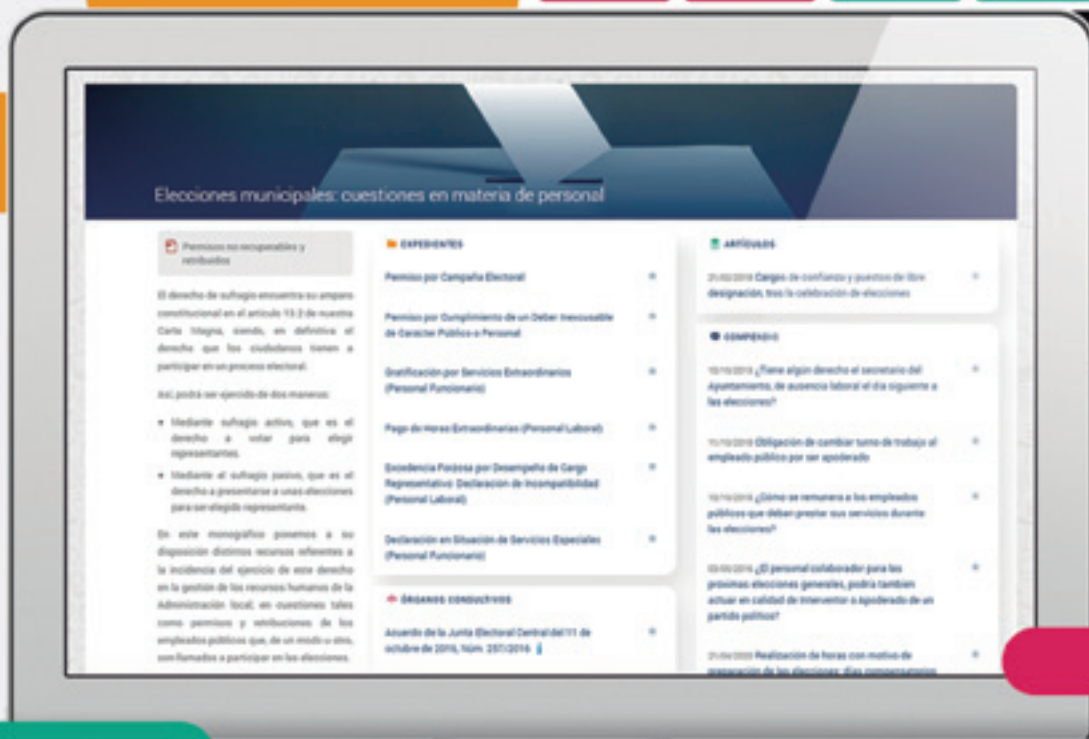 Elecciones municipales: cuestiones en materia de personal
Permisos no recuperables y
retribuidos
El derecho de sufragio encuentra su amparo
constitucional en el artículo de nuestra
Carta Magna, siendo, en definitiva el
derecho que los ciudadanos tienen a
participar en un proceso electoral.
Así, podrá ser ejercido de dos maneras:
• Mediante sufragio activo, que es el
derecho a votar para elegir
representantes.
• Mediante el sufragio pasivo, que es el
derecho a presentarse a unas elecciones
para ser elegido representante.
En este monográfico ponemos a su
disposición distintos recursos referentes a
la incidencia del ejercicio de este derecho
en la gestión de los recursos humanos de la
Administración local, en cuestiones tales
como permisos y retribuciones de los
empleados públicos que, de un modo u otro,
son llamados a participar en las elecciones.
EXPEDIENTES
Permiso por Campaña Electoral
Permiso por Cumplimiento de un Deber Inexcusable
de Carácter Público o Personal
Gratificación por Servicios Extraordinarios
(Personal Funcionario)
Pago de Horas Extraordinarias (Personal Laboral)
Excedencia Forzosa por Desempeño de Cargo
Representativo: Declaración de Incompatibilidad
(Personal Laboral)
Declaración en Situación de Servicios Especiales
(Personal Funcionario)
ÓRGANOS CONSULTIVOS
Acuerdo de la Junta Electoral Central del 11 de
octubre de 2016, Núm. 257/2016
ARTÍCULOS
Cargos de confianza y puestos de libre
designación, tras la celebración de elecciones
COMPENDIO
¿Tiene algún derecho el secretario del
Ayuntamiento, de ausencia laboral el día siguiente a
las elecciones?
Obligación de cambiar turno de trabajo al
empleado público por ser apoderado
¿Cómo se remunera a los empleados
públicos que deban prestar sus servicios durante
las elecciones?
¿El personal colaborador para las
próximas elecciones generales, podría también
actuar en calidad de Interventor o Apoderado de un
partido político?
Realización de horas con motivo de
preparación de las elecciones: días compensatorios